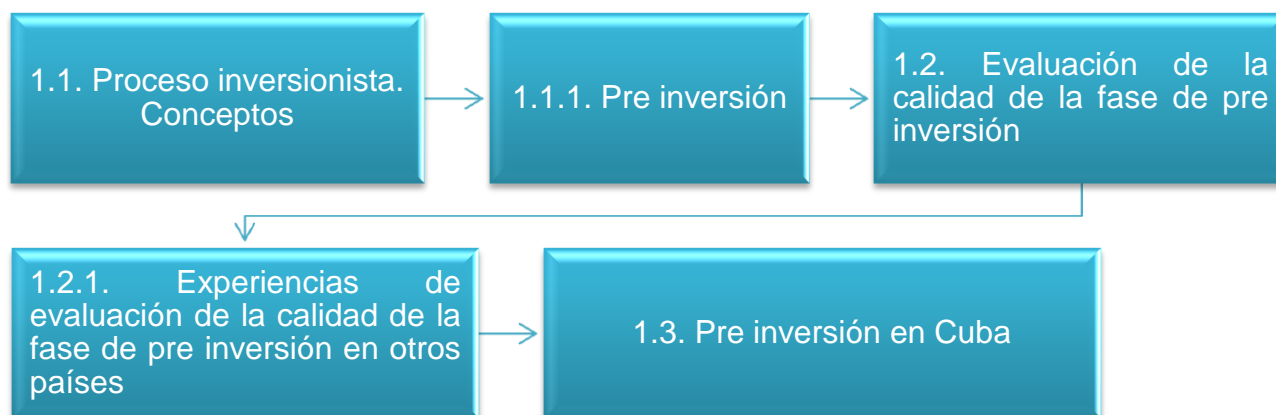 1.1. Proceso inversionista.
Conceptos
1.1.1. Pre inversión
1.2. Evaluación de la
calidad de la fase de pre
inversión
1.2.1. Experiencias de
evaluación de la calidad de la
fase de pre inversión en otros
países
1.3. Pre inversión en Cuba